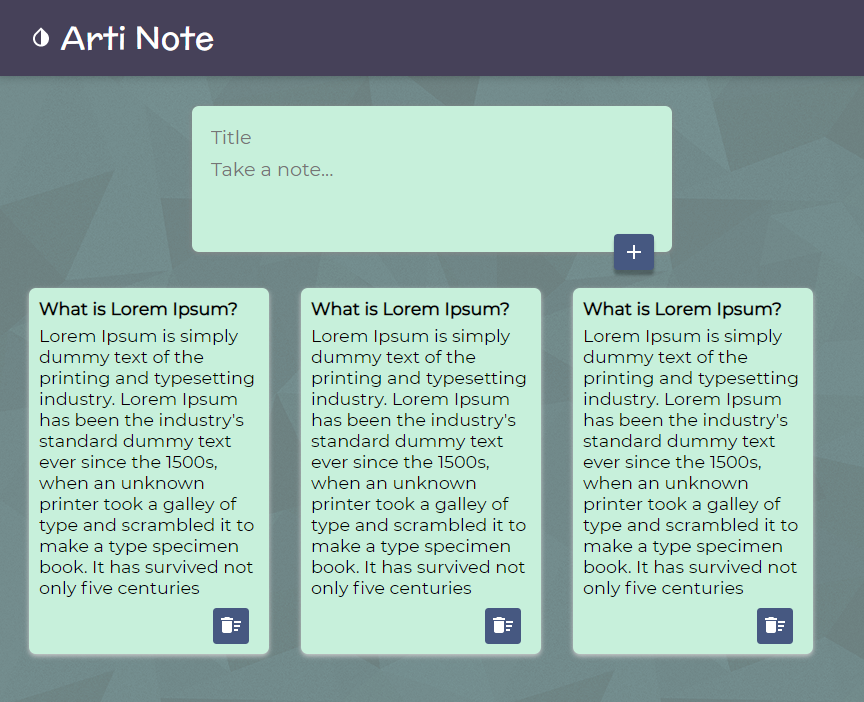 Arti Note
Title
Take a note...
What is Lorem Ipsum?
Lorem Ipsum is simply
dummy text of the
printing and typesetting
industry. Lorem Ipsum
has been the industry's
standard dummy text
ever since the 1500s,
when an unknown
printer took a galley of
type and scrambled it to
make a type specimen
book. It has survived not
only five centuries
What is Lorem Ipsum?
Lorem Ipsum is simply
dummy text of the
printing and typesetting
industry. Lorem Ipsum
has been the industry's
standard dummy text
ever since the 1500s,
when an unknown
printer took a galley of
type and scrambled it to
make a type specimen
book. It has survived not
only five centuries
What is Lorem Ipsum?
Lorem Ipsum is simply
dummy text of the
printing and typesetting
industry. Lorem Ipsum
has been the industry's
standard dummy text
ever since the 1500s,
when an unknown
printer took a galley of
type and scrambled it to
make a type specimen
book. It has survived not
only five centuries